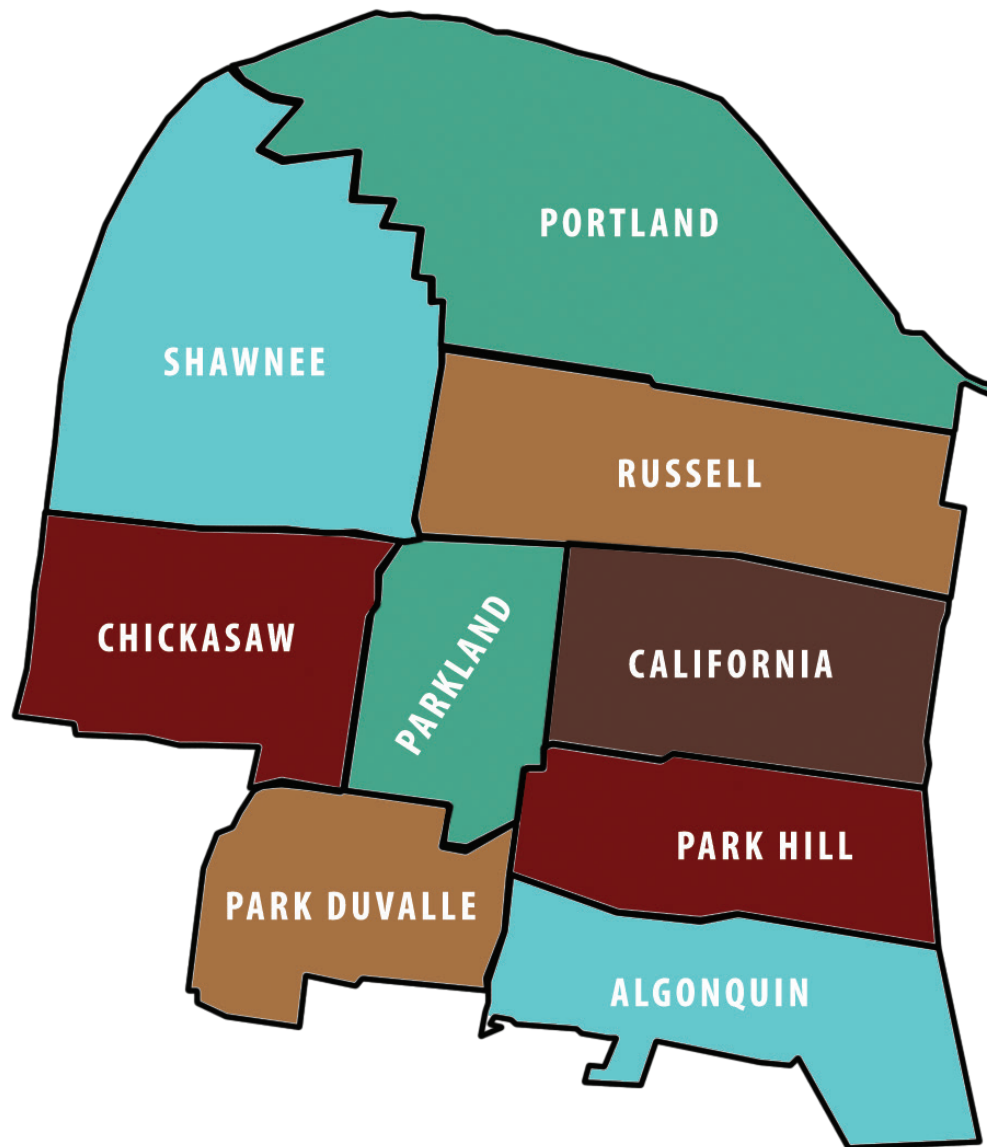 PORTLAND
SHAWNEE
RUSSELL
CHICKASAW
PARKLAND
CALIFORNIA
PARK HILL
PARK DUVALLE
ALGONQUIN